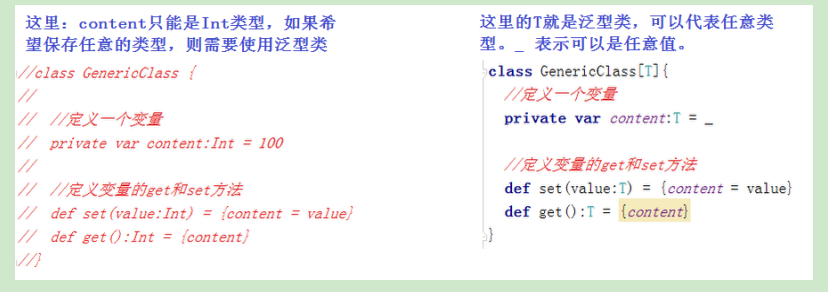 这里：content只能是Int类型，如果希
望保存任意的类型，则需要使用泛型类
//class GenericClass {
//
//  //定义一个变量
//  private var content:Int = 100
//
//  //定义变量的get和set方法
//  def set(value:Int) = {content = value}
//  def get():Int = {content}
//}
这里的T就是泛型类，可以代表任意类
型。_ 表示可以是任意值。
class GenericClass[T]{
//定义一个变量
private var content:T = _
//定义变量的get和set方法
def set(value:T) = {content = value}
def get():T = {content}
}